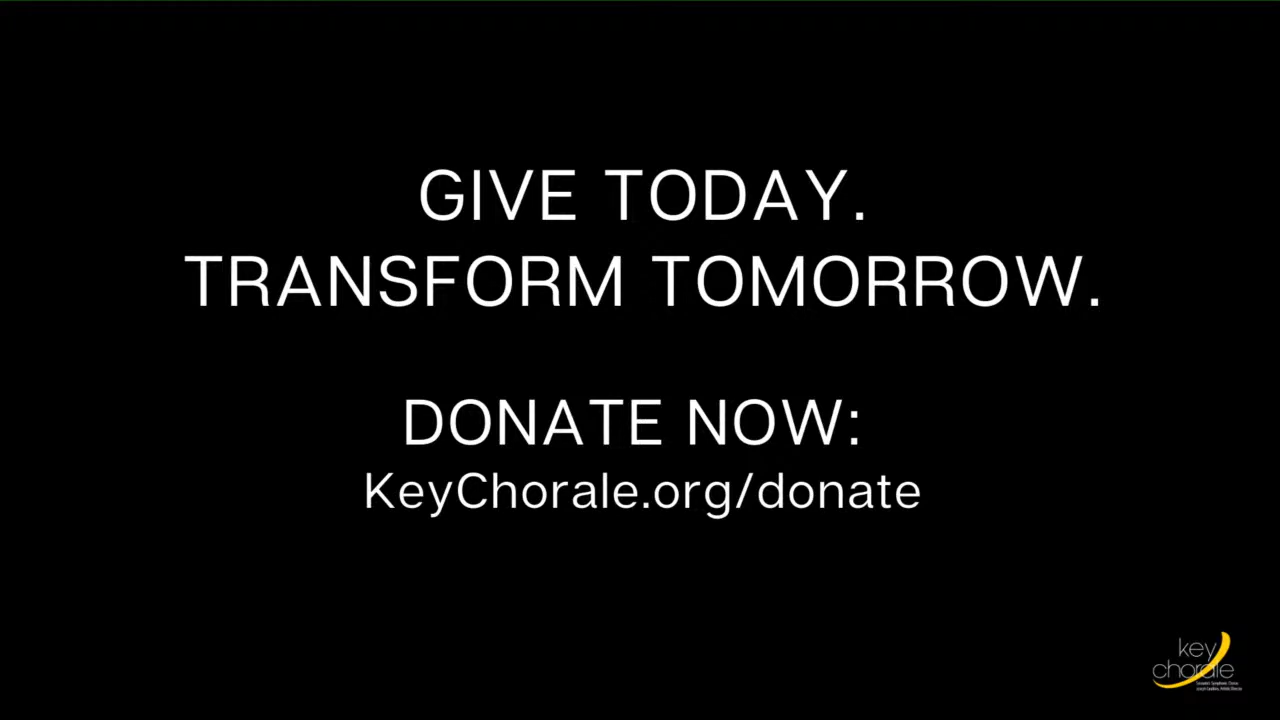 GIVE TODAY.
TRANSFORM TOMORROW.
DONATE NOW:
KeyChorale.org/donate
key
chorale